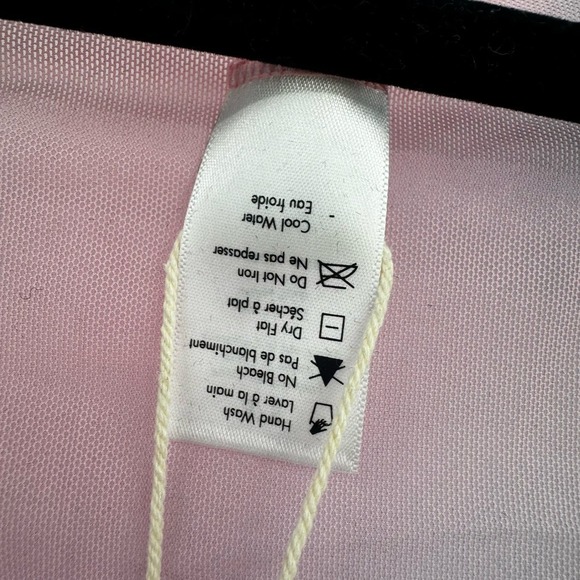 Hand Wash
Laver à la main
No Bleach
Pas de blanchiment
Dry Flat
Sécher à plat
Do Not Iron
Ne pas repasser
Cool Water
- Eau froide